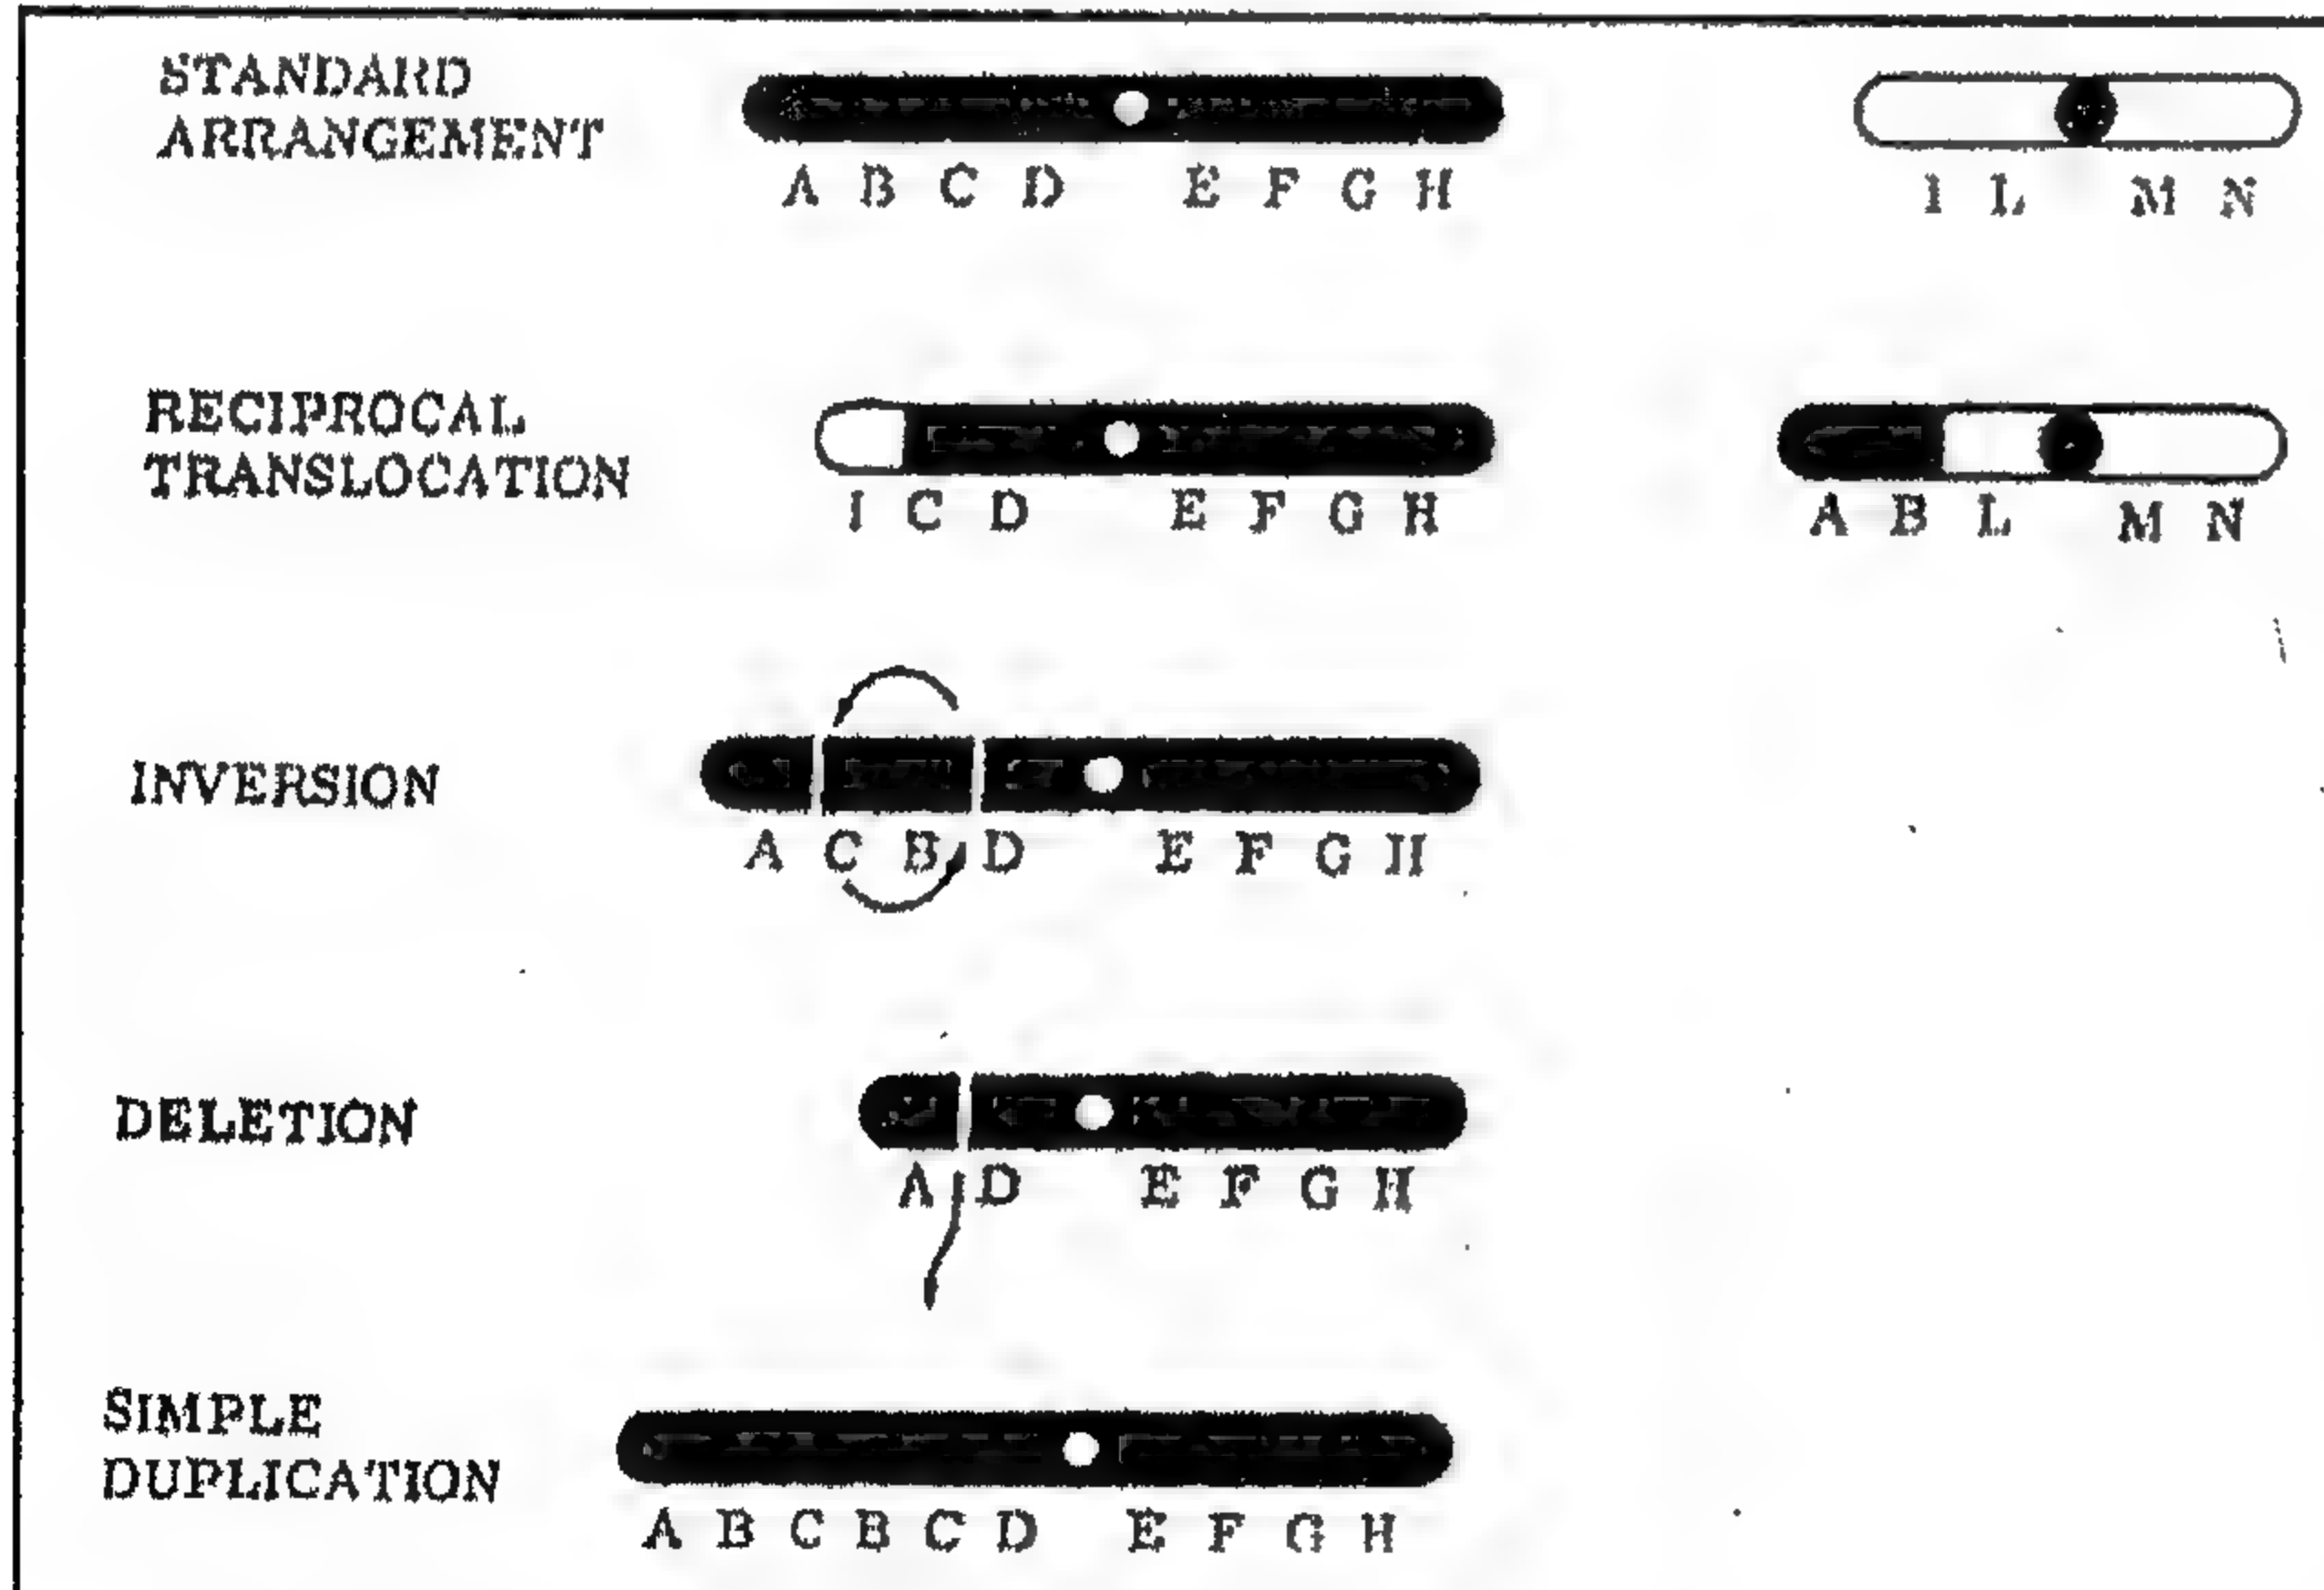 STANDARD
ARRANGEMENT
A B C D E F G H
I L M N
RECIPROCAL
TRANSLOCATION
I C D E F G H
A B L M N
INVERSION
A C B D E F G H
DELETION
A D E F G H
SIMPLE
DUPLICATION
A B C B C D E F G H